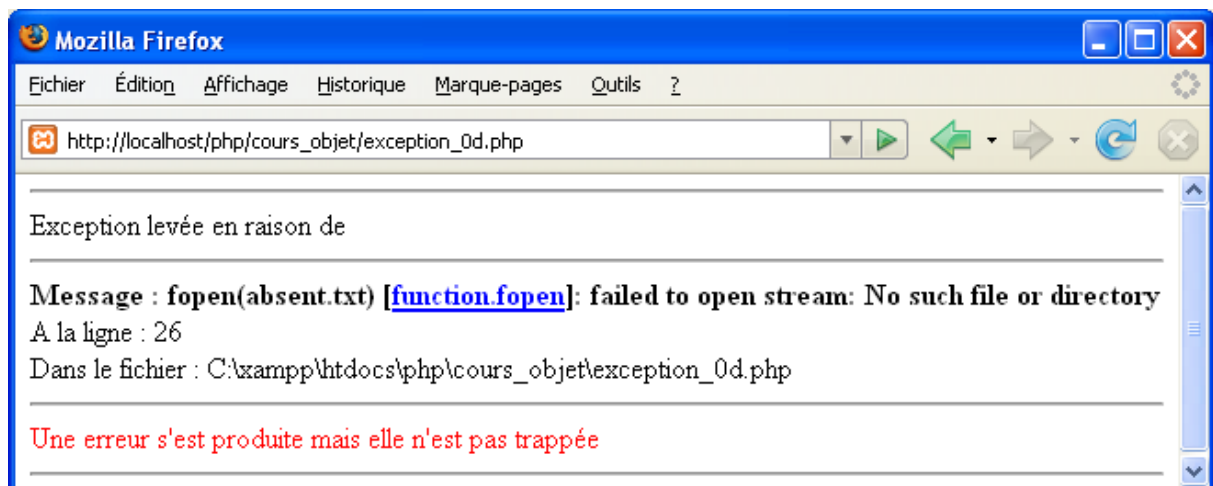 Mozilla Firefox
Fichier Édition Affichage Historique Marque-pages Outils ?
http://localhost/php/cours_objet/exception_0d.php
Exception levée en raison de
Message : fopen(absent.txt) [function.fopen]: failed to open stream: No such file or directory
A la ligne : 26
Dans le fichier : C:\xampp\htdocs\php\cours_objet\exception_0d.php
Une erreur s'est produite mais elle n'est pas trappée